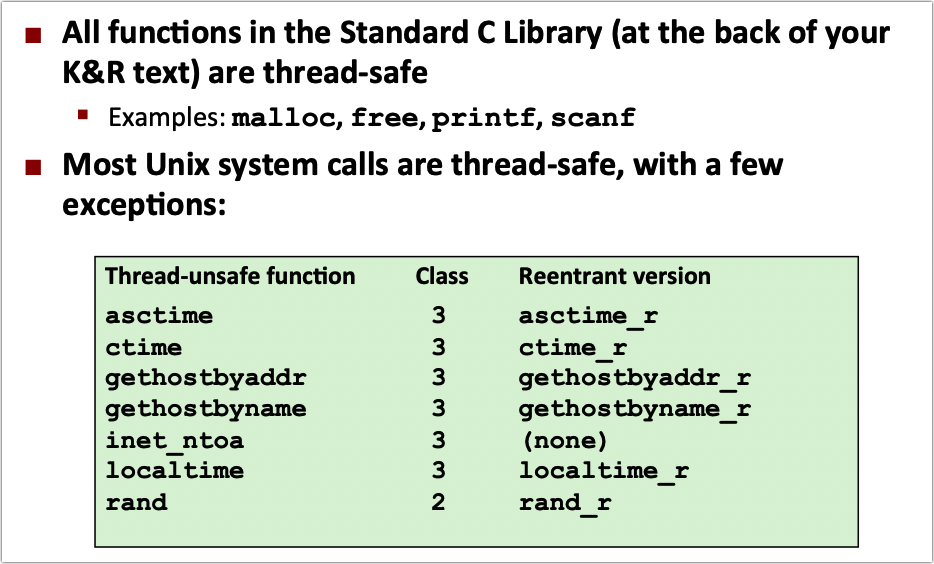 All functions in the Standard C Library (at the back of your
K&R text) are thread-safe
Examples: malloc, free, printf, scanf
Most Unix system calls are thread-safe, with a few
exceptions:
Thread-unsafe function Class Reentrant version
asctime 3 asctime_r
ctime 3 ctime_r
gethostbyaddr 3 gethostbyaddr_r
gethostbyname 3 gethostbyname_r
inet_ntoa 3 (none)
localtime 3 localtime_r
rand 2 rand_r